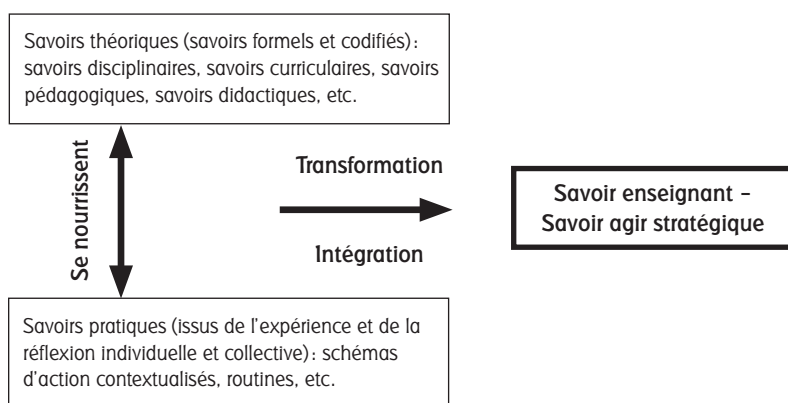 Savoirs théoriques (savoirs formels et codifiés):
savoirs disciplinaires, savoirs curriculaires, savoirs
pédagogiques, savoirs didactiques, etc.
Se nourrissent
Transformation
Intégration
Savoir enseignant –
Savoir agir stratégique
Savoirs pratiques (issus de l'expérience et de la
réflexion individuelle et collective): schémas
d'action contextualisés, routines, etc.